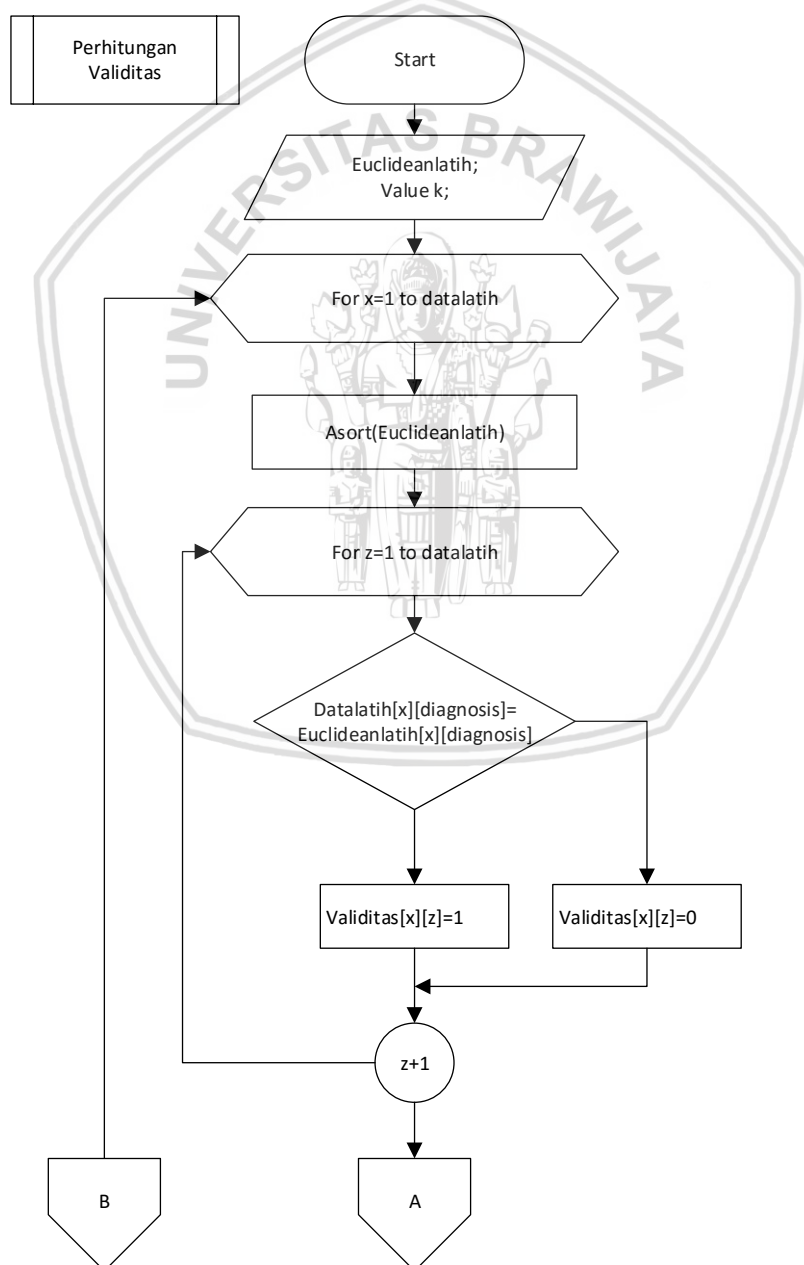 Perhitungan
Validitas
Start
UNIVERSITAS BRAWIJAYA
Euclideanlatih;
Value k;
For x=1 to datalatih
Asort(Euclideanlatih)
For z=1 to datalatih
Datalatih[x][diagnosis]=
Euclideanlatih[x][diagnosis]
Validitas[x][z]=1
Validitas[x][z]=0
z+1
B
A